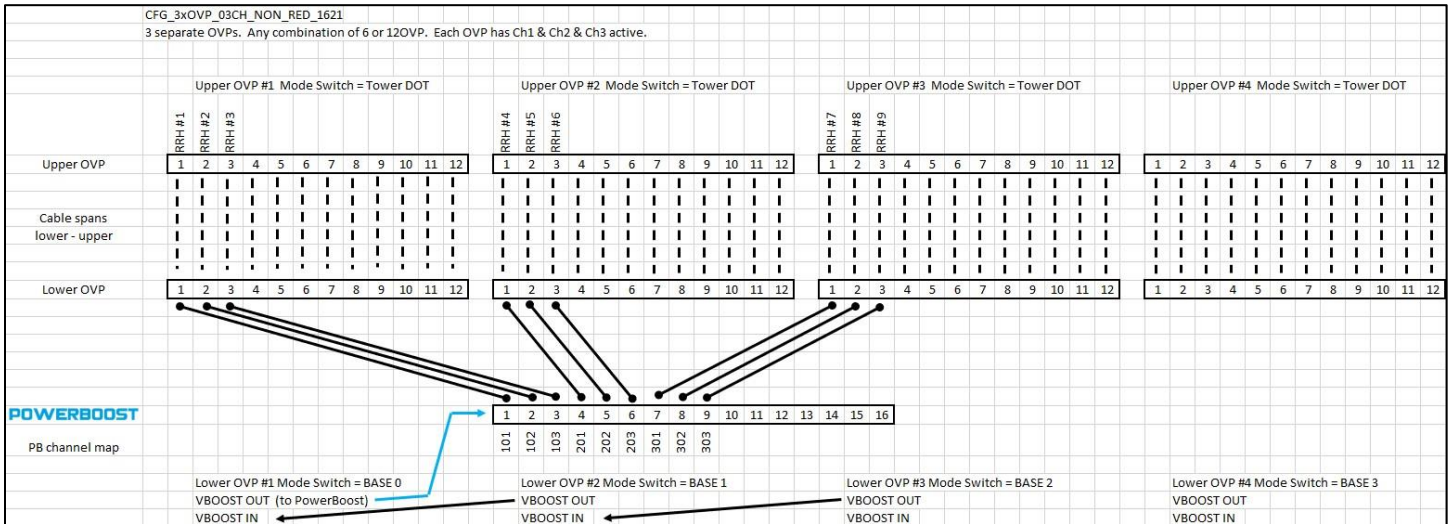 CFG_3xOVP_03CH_NON_RED_1621
3 separate OVPs. Any combination of 6 or 12OVP. Each OVP has Ch1 & Ch2 & Ch3 active.
Upper OVP #1 Mode Switch = Tower DOT Upper OVP #2 Mode Switch = Tower DOT Upper OVP #3 Mode Switch = Tower DOT Upper OVP #4 Mode Switch = Tower DOT
RRH #1 RRH #2 RRH #3 RRH #4 RRH #5 RRH #6 RRH #7 RRH #8 RRH #9
Upper OVP 1 2 3 4 5 6 7 8 9 10 11 12 1 2 3 4 5 6 7 8 9 10 11 12 1 2 3 4 5 6 7 8 9 10 11 12 1 2 3 4 5 6 7 8 9 10 11 12
Cable spans
lower - upper
Lower OVP 1 2 3 4 5 6 7 8 9 10 11 12 1 2 3 4 5 6 7 8 9 10 11 12 1 2 3 4 5 6 7 8 9 10 11 12 1 2 3 4 5 6 7 8 9 10 11 12
POWERBOOST 1 2 3 4 5 6 7 8 9 10 11 12 13 14 15 16
PB channel map 101 102 103 201 202 203 301 302 303
Lower OVP #1 Mode Switch = BASE 0 Lower OVP #2 Mode Switch = BASE 1 Lower OVP #3 Mode Switch = BASE 2 Lower OVP #4 Mode Switch = BASE 3
VBOOST OUT (to PowerBoost) VBOOST OUT VBOOST OUT VBOOST OUT
VBOOST IN VBOOST IN VBOOST IN VBOOST IN